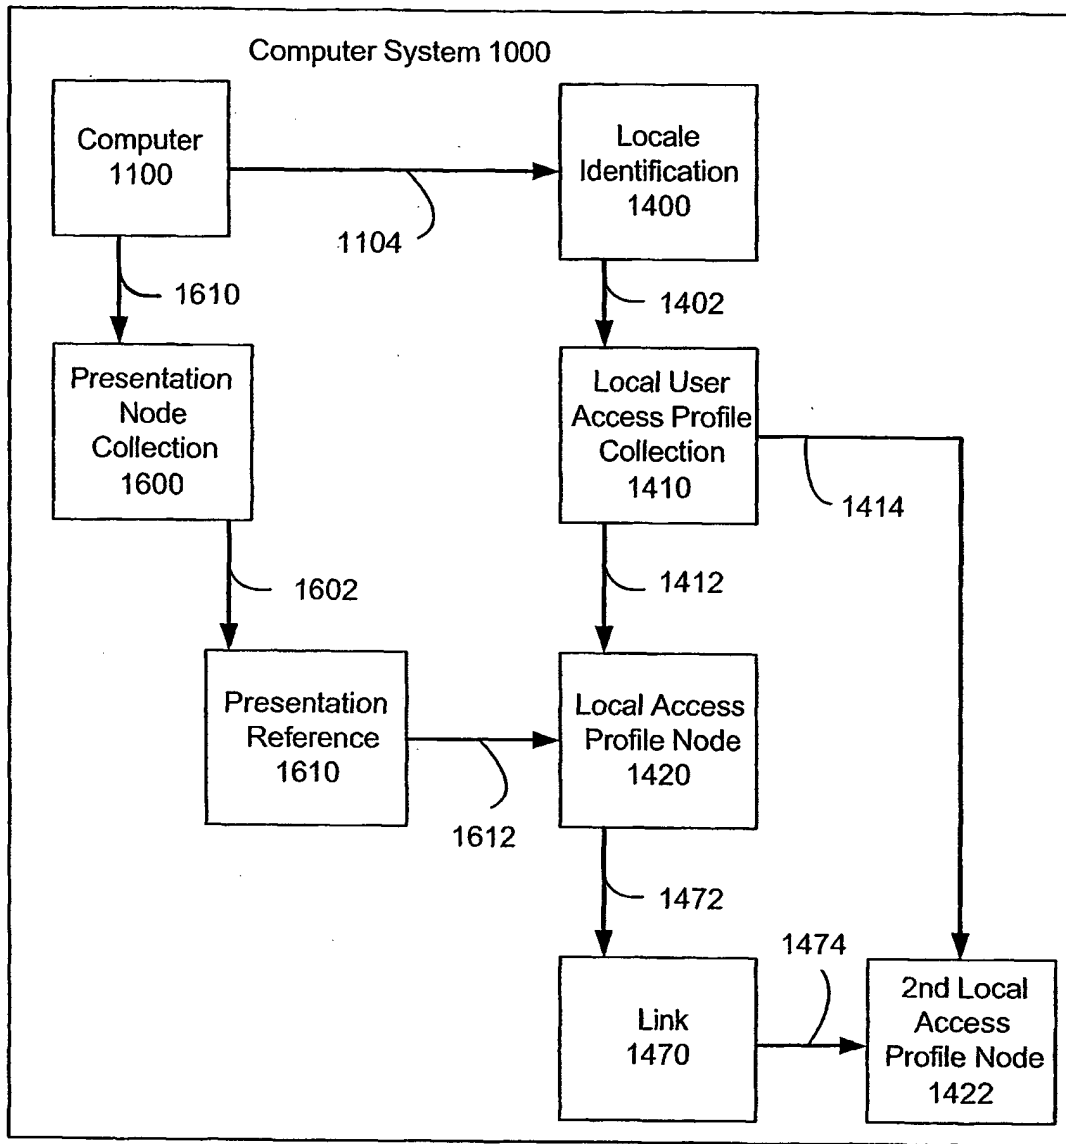 Computer System 1000
Computer
1100
Locale
Identification
1400
1104
1610
1402
Presentation
Node
Collection
1600
Local User
Access Profile
Collection
1410
1414
1602
1412
Presentation
Reference
1610
Local Access
Profile Node
1420
1612
1472
1474
Link
1470
2nd Local
Access
Profile Node
1422